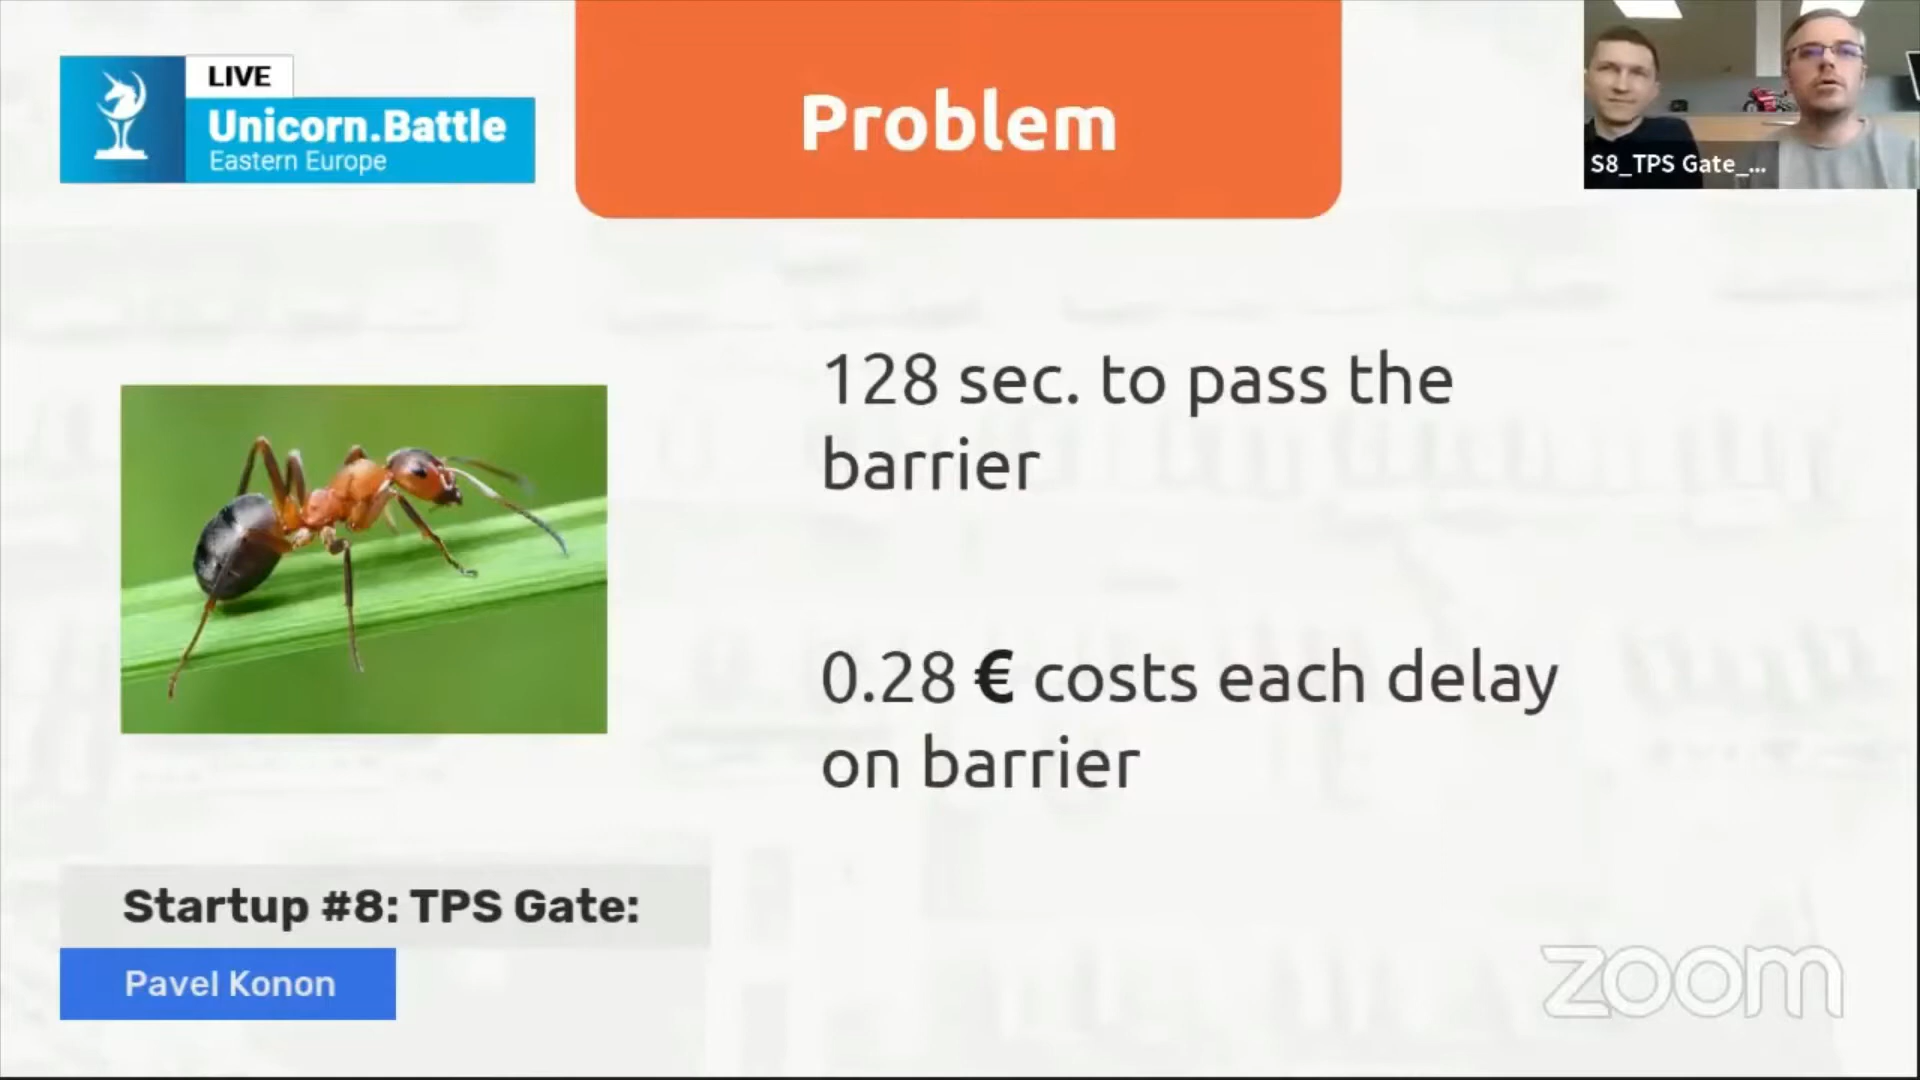 LIVE
Unicorn.Battle
Eastern Europe
Problem
S8_TPS Gate_...
128 sec. to pass the
barrier
0.28 € costs each delay
on barrier
Startup #8: TPS Gate:
Pavel Konon
zoom